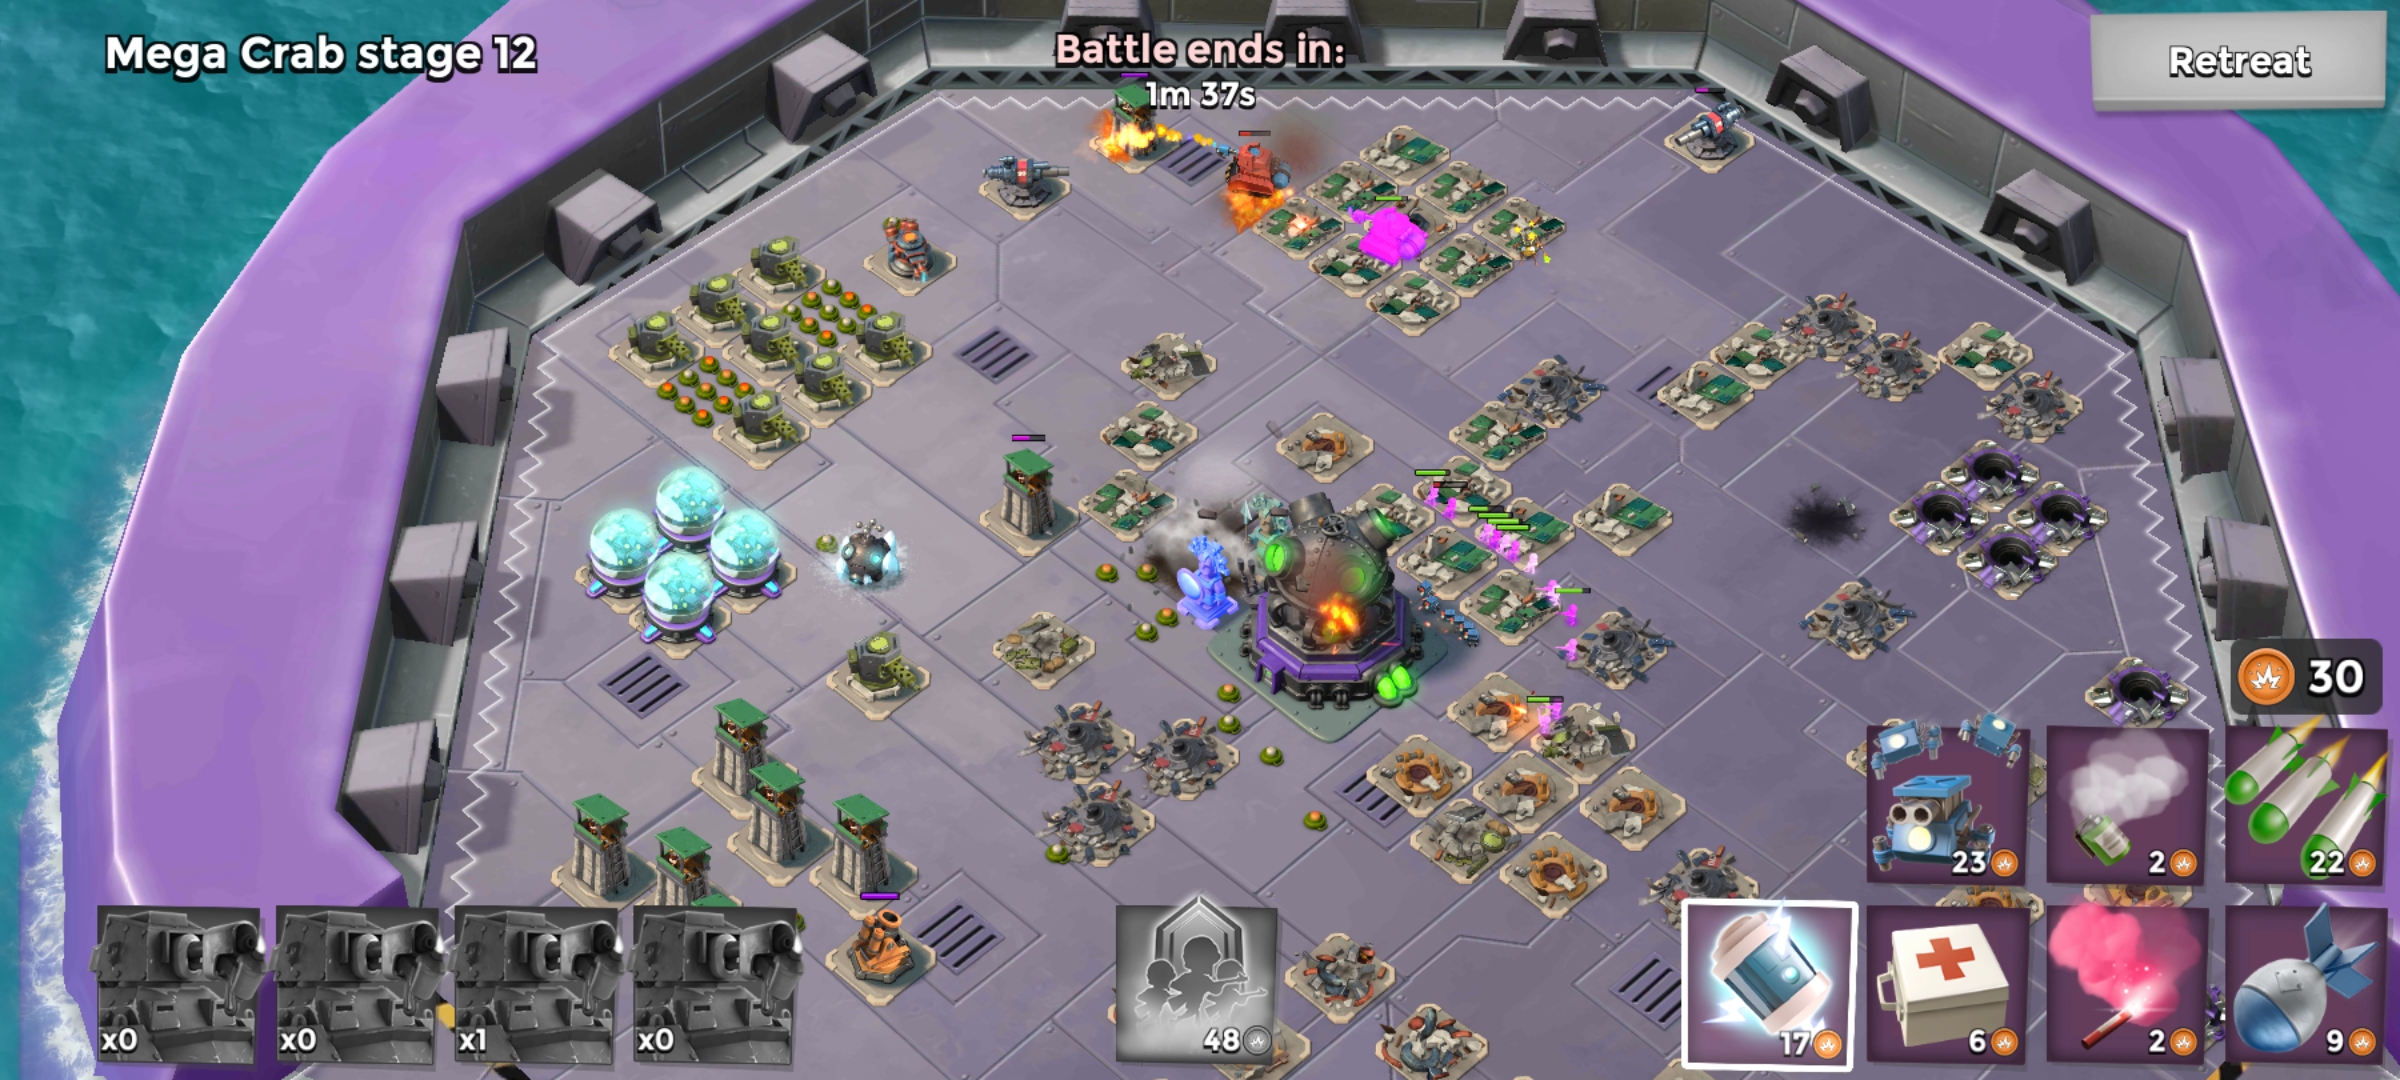 Mega Crab stage 12
Battle ends in:
1m 37s
Retreat
30
23
2
22
x0
x0
x1
x0
48
17
6
2
9